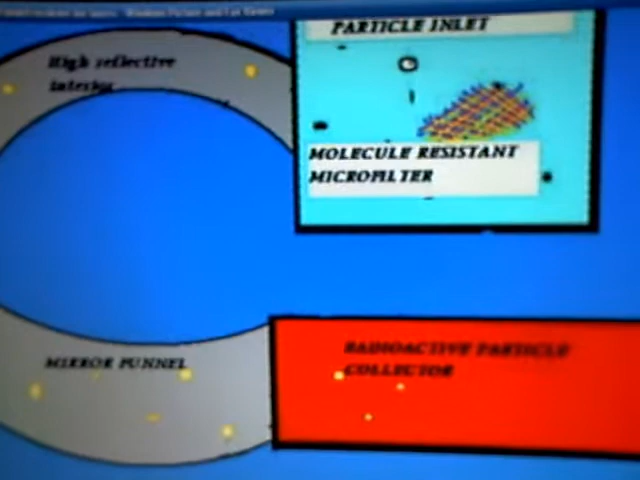 PARTICLE INLET
High reflective
interior
MOLECULE RESISTANT
MICROFILTER
MIRROR FUNNEL
RADIOACTIVE PARTICLE
COLLECTOR